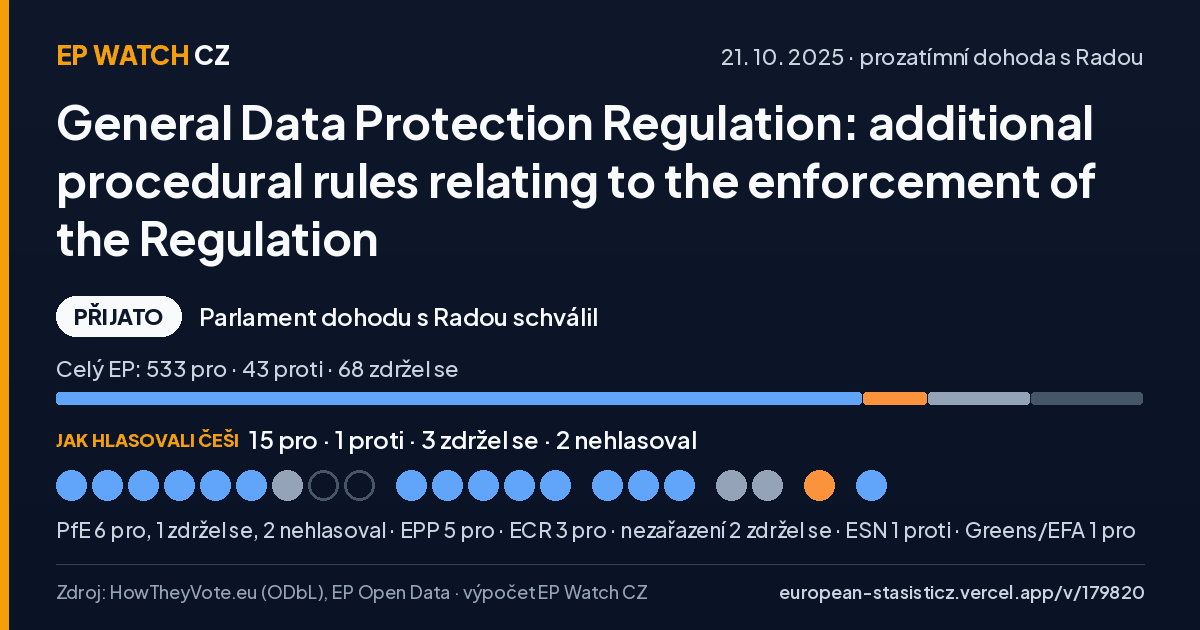 EP WATCH CZ
21. 10. 2025 · prozatímní dohoda s Radou
General Data Protection Regulation: additional
procedural rules relating to the enforcement of
the Regulation
PŘIJATO Parlament dohodu s Radou schválil
Celý EP: 533 pro · 43 proti · 68 zdržel se
JAK HLASOVALI ČEŠI 15 pro · 1 proti · 3 zdržel se · 2 nehlasoval
PfE 6 pro, 1 zdržel se, 2 nehlasoval · EPP 5 pro · ECR 3 pro · nezařazení 2 zdržel se · ESN 1 proti · Greens/EFA 1 pro
Zdroj: HowTheyVote.eu (ODbL), EP Open Data · výpočet EP Watch CZ
european-stasisticz.vercel.app/v/179820